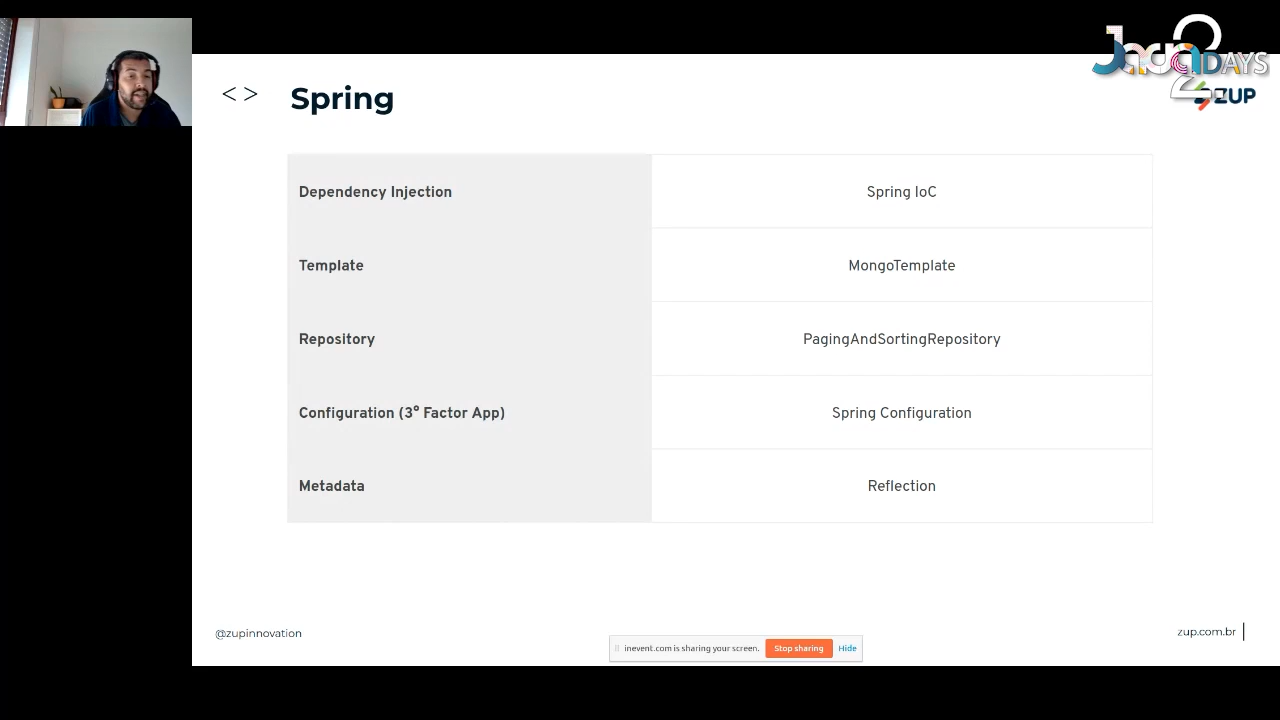 < > Spring
Java2Days
ZUP
Dependency Injection Spring IoC
Template MongoTemplate
Repository PagingAndSortingRepository
Configuration (3° Factor App) Spring Configuration
Metadata Reflection
@zupinnovation
zup.com.br
inevent.com is sharing your screen. Stop sharing Hide